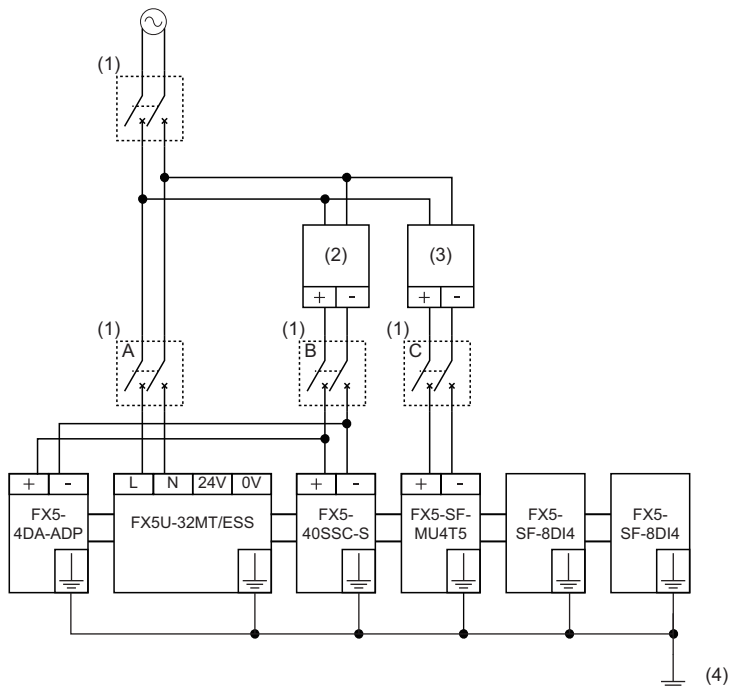 (1)
(2)
(3)
+ -
+ -
(1)
A
(1)
B
(1)
C
+ -
L N 24V 0V
+ -
+ -
FX5-
4DA-ADP
FX5U-32MT/ESS
FX5-
40SSC-S
FX5-SF-
MU4T5
FX5-
SF-8DI4
FX5-
SF-8DI4
(4)